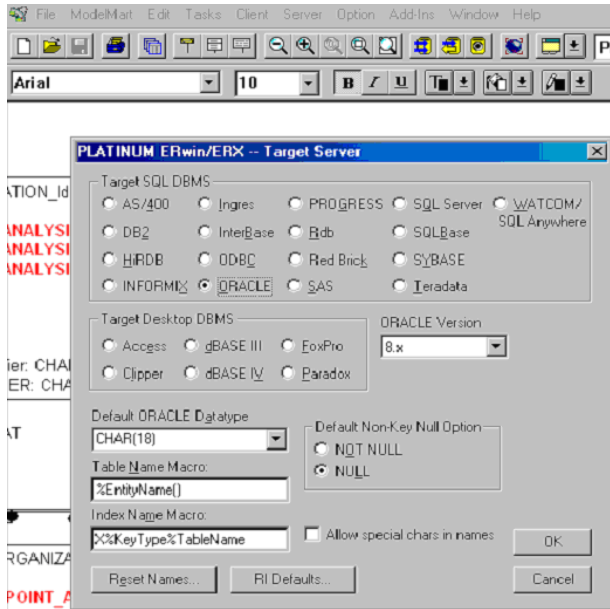 File ModelMart Edit Tasks Client Server Option Add-Ins Window Help
P
Arial 10 B I U T
PLATINUM ERwin/ERX -- Target Server
ATION_Id
ANALYSI
ANALYSI
ANALYSI
Target SQL DBMS
AS/400 Ingres PROGRESS SQL Server WATCOM/
SQL Anywhere
DB2 InterBase Rdb SQLBase
HiRDB ODBC Red Brick SYBASE
INFORMIX ORACLE SAS Teradata
Target Desktop DBMS
Access dBASE III FoxPro
Clipper dBASE IV Paradox
ORACLE Version
8.x
ier: CHA
ER: CHA
AT
Default ORACLE Datatype
CHAR(18)
Default Non-Key Null Option
NOT NULL
NULL
Table Name Macro:
%EntityName()
Index Name Macro:
X%KeyType%TableName
Allow special chars in names
OK
Reset Names... RI Defaults... Cancel
RGANIZA
POINT_A